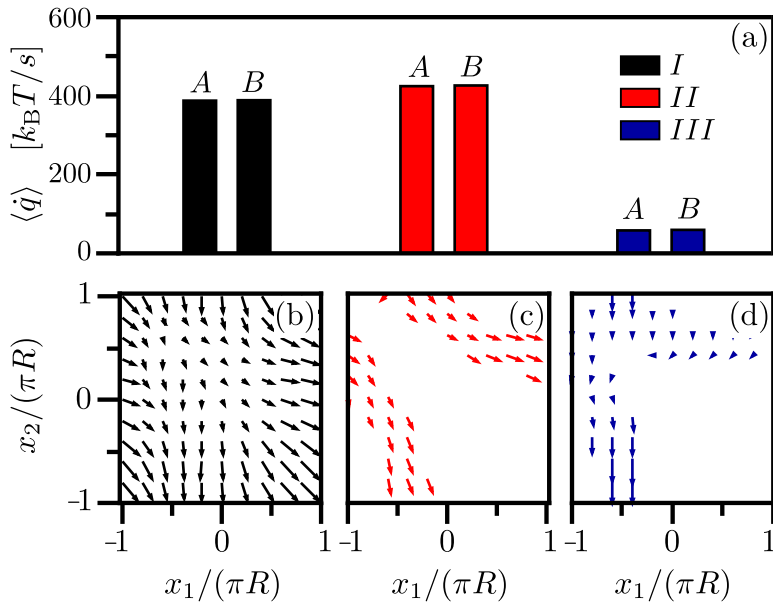 600
(a)
A B
A B
I
400
II
III
⟨q̇⟩ [k_BT/s]
200
A B
0
1
(b)
(c)
(d)
x₂/(πR)
0
−1
−1 0 1
−1 0 1
−1 0 1
x₁/(πR)
x₁/(πR)
x₁/(πR)